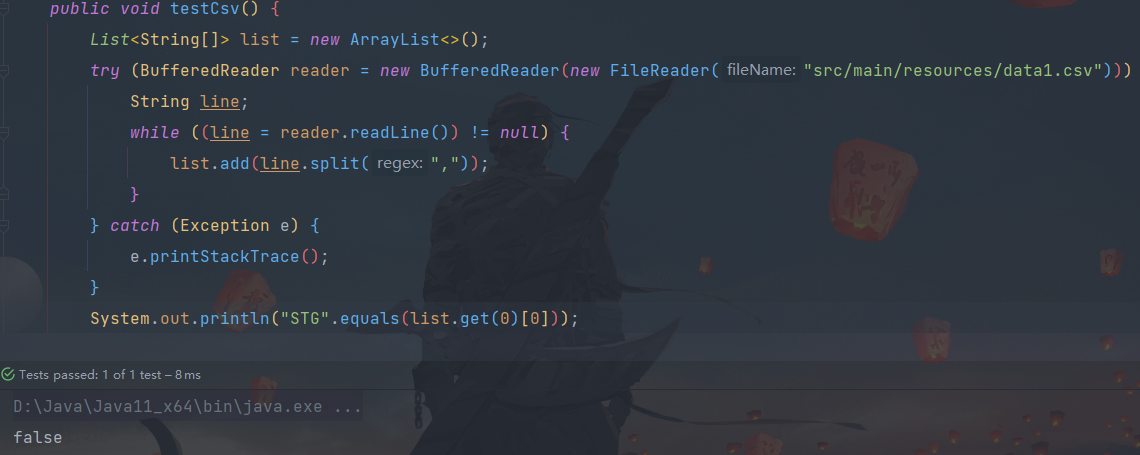 public void testCsv() {
List<String[]> list = new ArrayList<>();
try (BufferedReader reader = new BufferedReader(new FileReader( fileName: "src/main/resources/data1.csv")))
String line;
while ((line = reader.readLine()) != null) {
list.add(line.split( regex: ","));
}
} catch (Exception e) {
e.printStackTrace();
}
System.out.println("STG".equals(list.get(0)[0]));
Tests passed: 1 of 1 test – 8 ms
D:\Java\Java11_x64\bin\java.exe ...
false